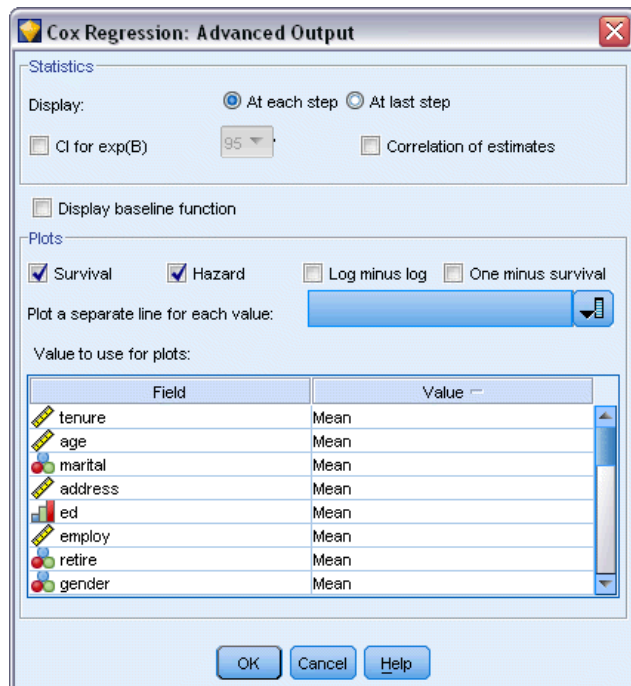 Cox Regression: Advanced Output
Statistics
Display: At each step At last step
CI for exp(B) 95 Correlation of estimates
Display baseline function
Plots
Survival Hazard Log minus log One minus survival
Plot a separate line for each value:
Value to use for plots:
Field Value
tenure Mean
age Mean
marital Mean
address Mean
ed Mean
employ Mean
retire Mean
gender Mean
OK Cancel Help